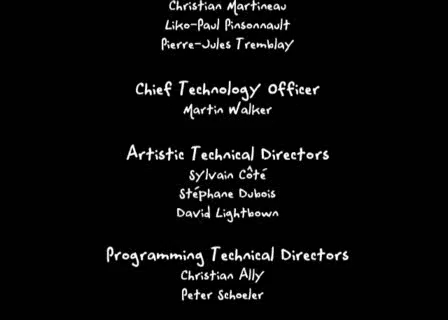 Christian Martineau
Liko-Paul Pinsonnault
Pierre-Jules Tremblay
Chief Technology Officer
Martin Walker
Artistic Technical Directors
Sylvain Côté
Stéphane Dubois
David Lightbown
Programming Technical Directors
Christian Ally
Peter Schoeler